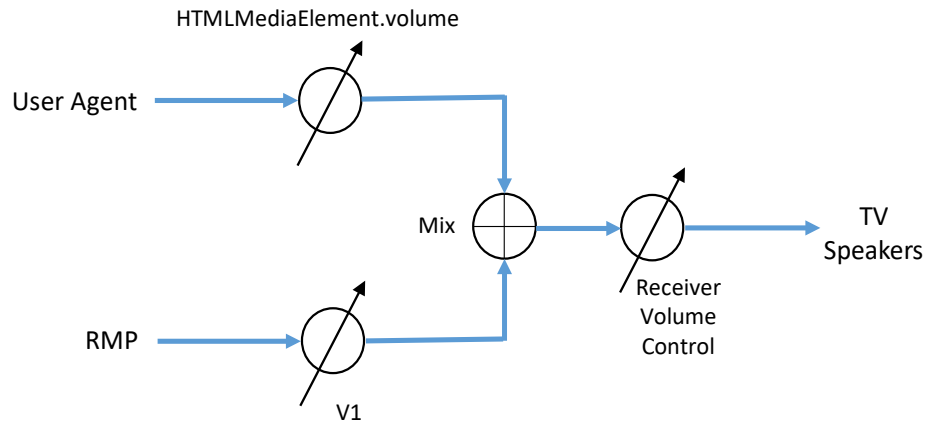 HTMLMediaElement.volume
User Agent
Mix
TV
Speakers
Receiver
Volume
Control
RMP
V1